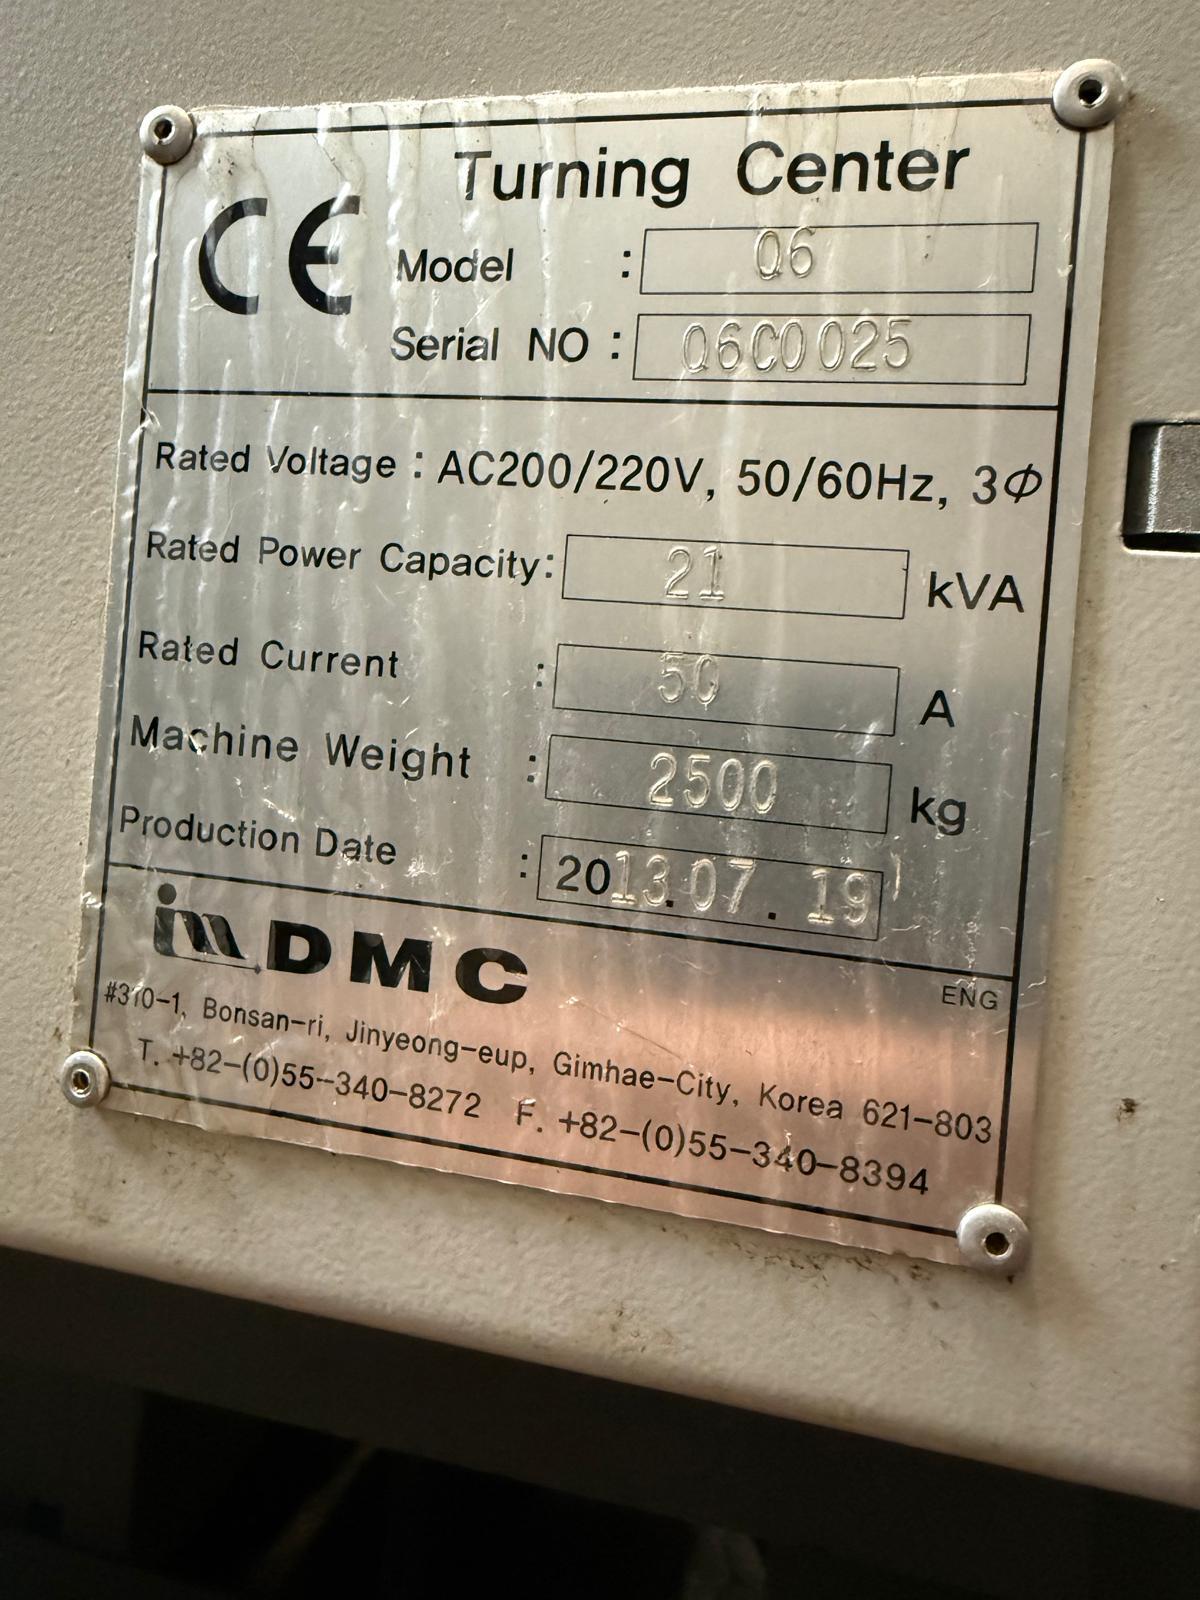 CE
Turning Center
Model : Q6
Serial NO : Q6C0025
Rated Voltage : AC200/220V, 50/60Hz, 3Φ
Rated Power Capacity : 21 kVA
Rated Current : 50 A
Machine Weight : 2500 kg
Production Date : 2013.07.19
im DMC
ENG
#310-1, Bonsan-ri, Jinyeong-eup, Gimhae-City, Korea 621-803
T. +82-(0)55-340-8272 F. +82-(0)55-340-8394